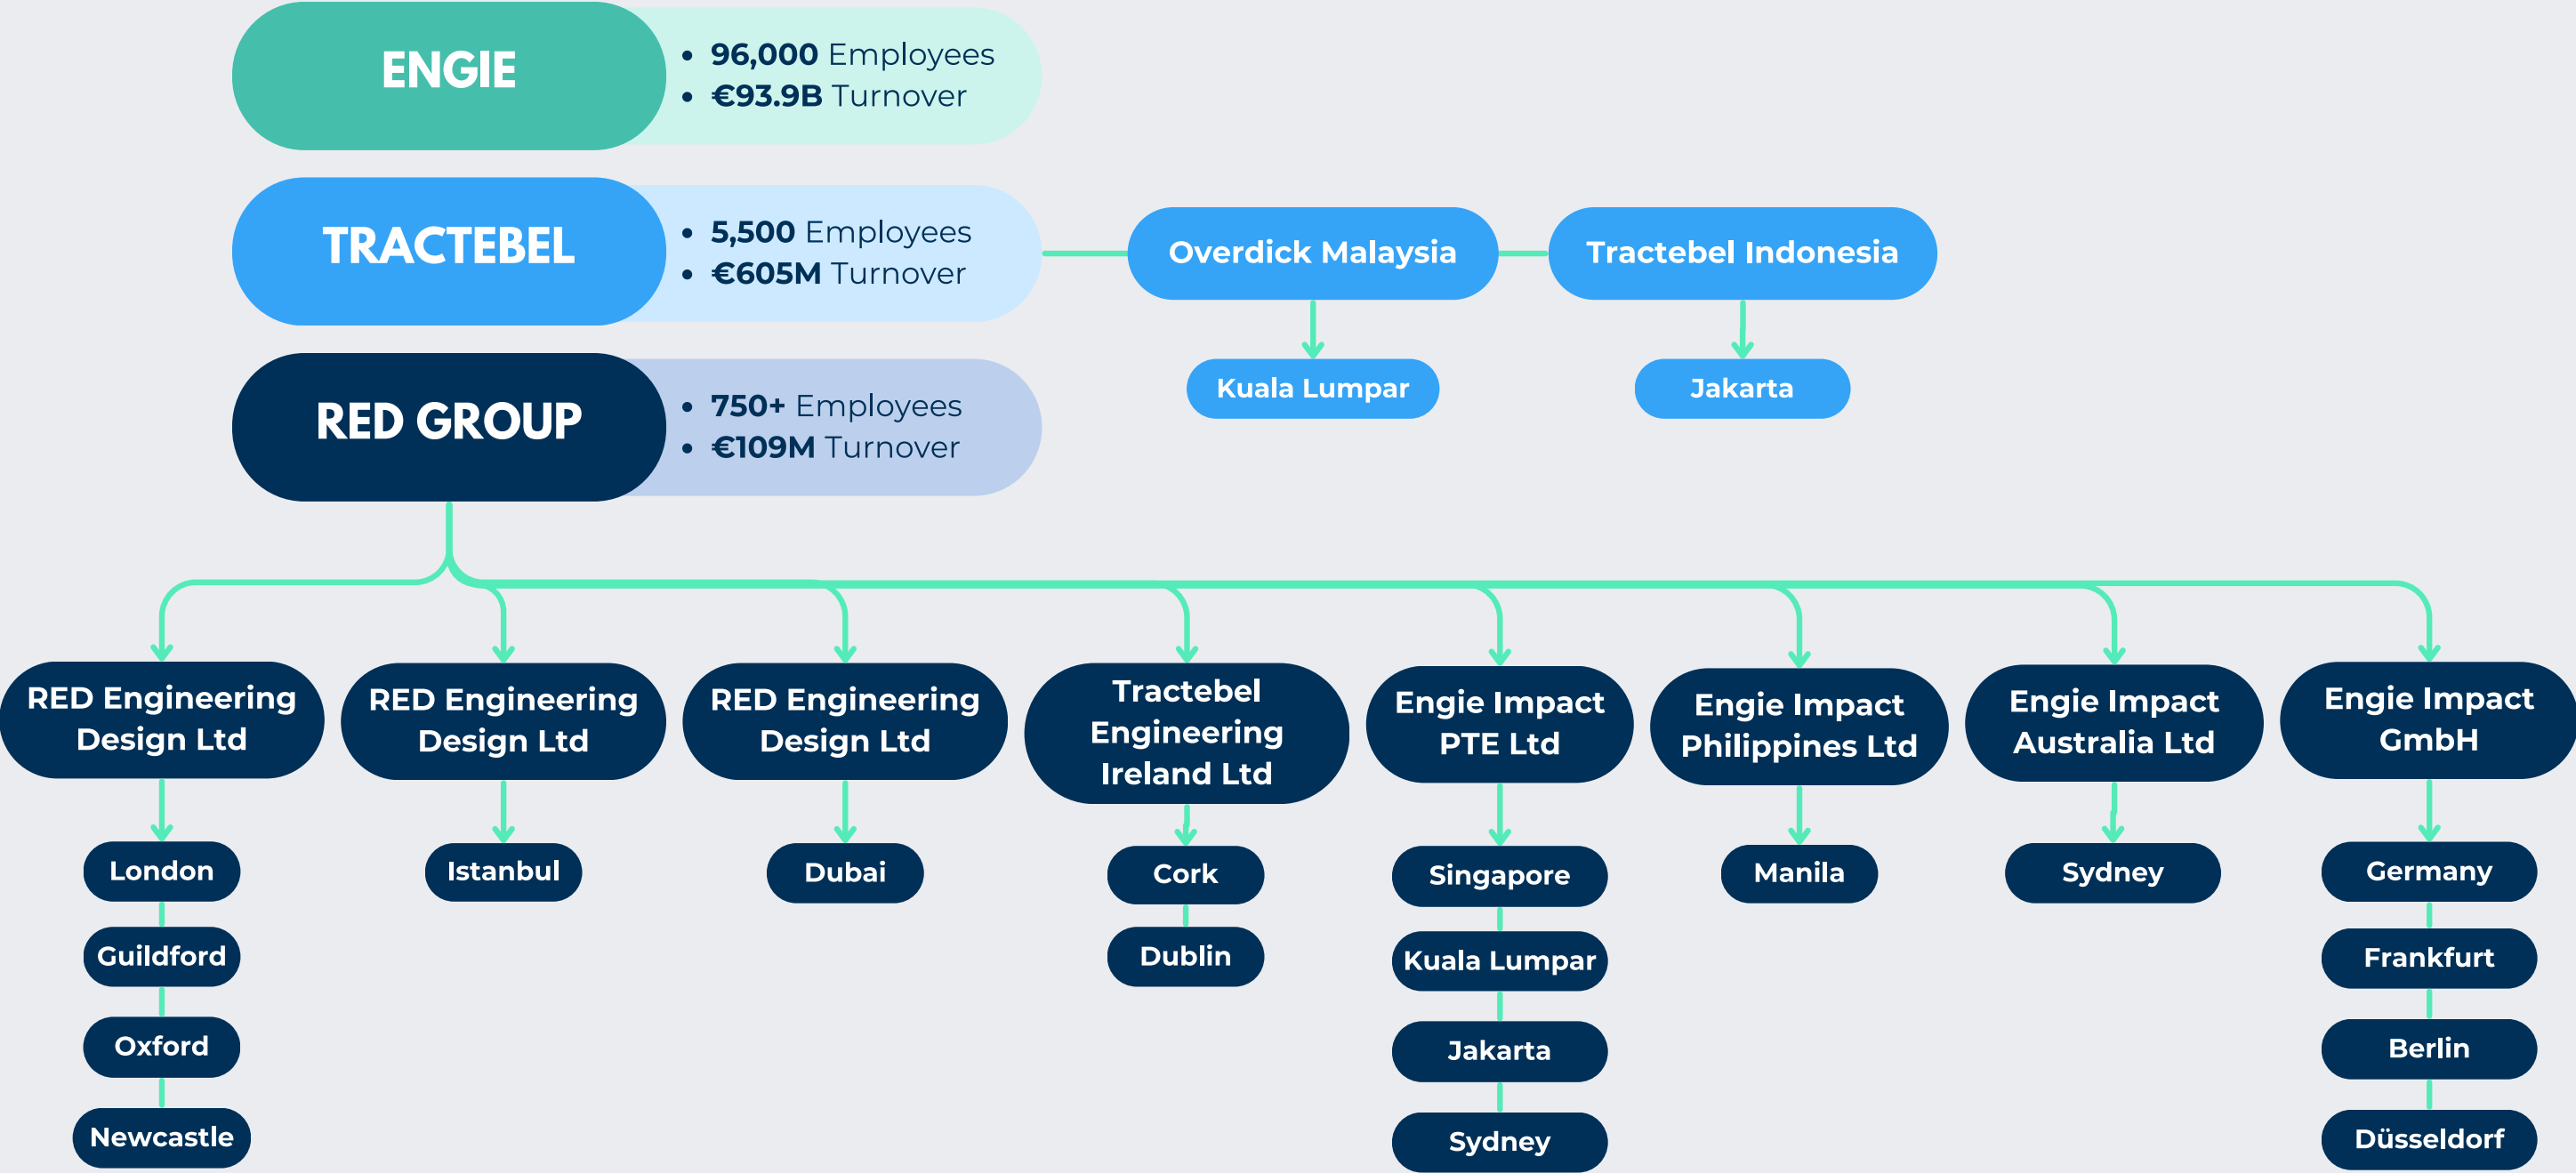 ENGIE
• 96,000 Employees
• €93.9B Turnover
TRACTEBEL
• 5,500 Employees
• €605M Turnover
Overdick Malaysia
Tractebel Indonesia
Kuala Lumpar
Jakarta
RED GROUP
• 750+ Employees
• €109M Turnover
RED Engineering
Design Ltd
London
Guildford
Oxford
Newcastle
RED Engineering
Design Ltd
Istanbul
RED Engineering
Design Ltd
Dubai
Tractebel
Engineering
Ireland Ltd
Cork
Dublin
Engie Impact
PTE Ltd
Singapore
Kuala Lumpar
Jakarta
Sydney
Engie Impact
Philippines Ltd
Manila
Engie Impact
Australia Ltd
Sydney
Engie Impact
GmbH
Germany
Frankfurt
Berlin
Düsseldorf